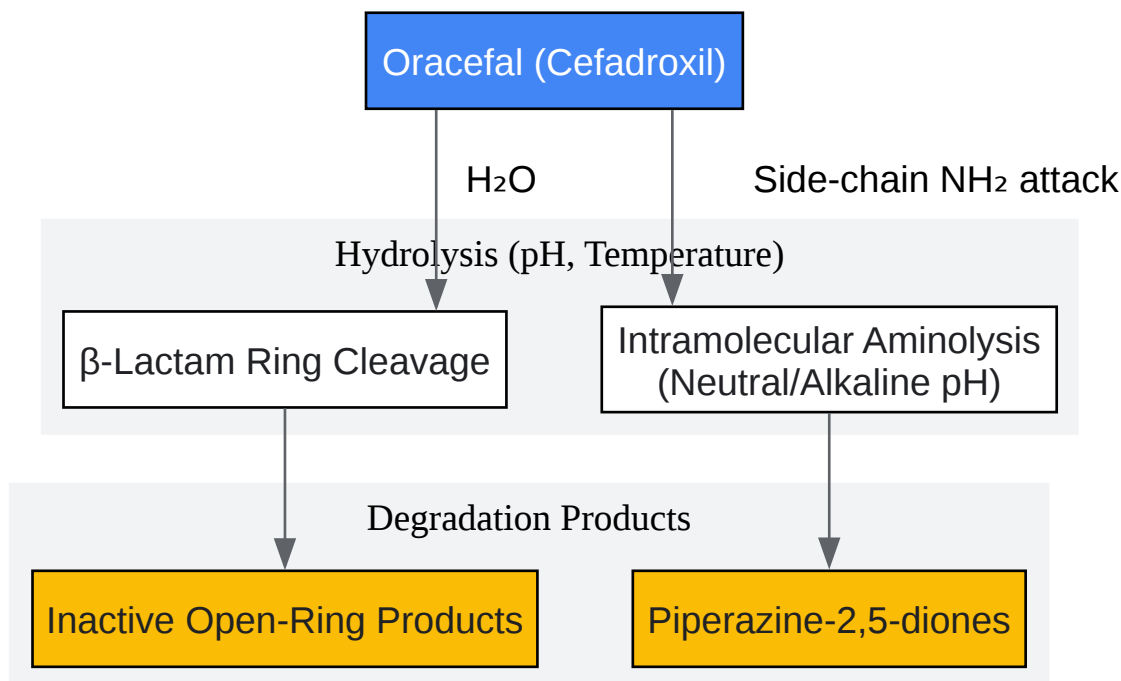 Oracefal (Cefadroxil)
H₂O
Side-chain NH₂ attack
Hydrolysis (pH, Temperature)
β-Lactam Ring Cleavage
Intramolecular Aminolysis
(Neutral/Alkaline pH)
Degradation Products
Inactive Open-Ring Products
Piperazine-2,5-diones